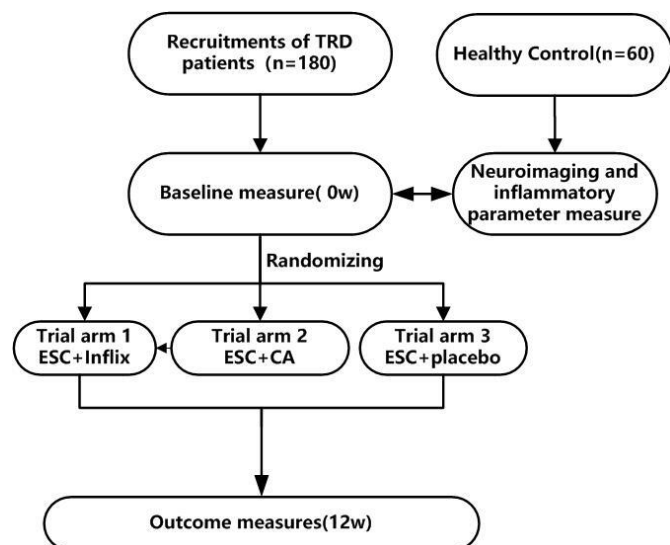 Recruitments of TRD
patients (n=180)
Healthy Control(n=60)
Baseline measure( 0w)
Neuroimaging and
inflammatory
parameter measure
Randomizing
Trial arm 1
ESC+Inflix
Trial arm 2
ESC+CA
Trial arm 3
ESC+placebo
Outcome measures(12w)